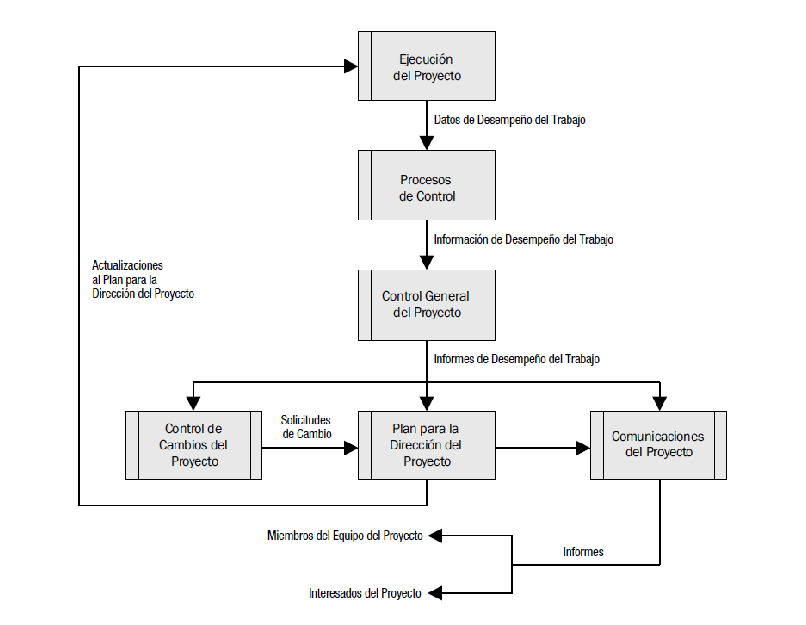 Ejecución
del Proyecto
Datos de Desempeño del Trabajo
Procesos
de Control
Información de Desempeño del Trabajo
Actualizaciones
al Plan para la
Dirección del Proyecto
Control General
del Proyecto
Informes de Desempeño del Trabajo
Control de
Cambios del
Proyecto
Solicitudes
de Cambio
Plan para la
Dirección del
Proyecto
Comunicaciones
del Proyecto
Miembros del Equipo del Proyecto
Informes
Interesados del Proyecto